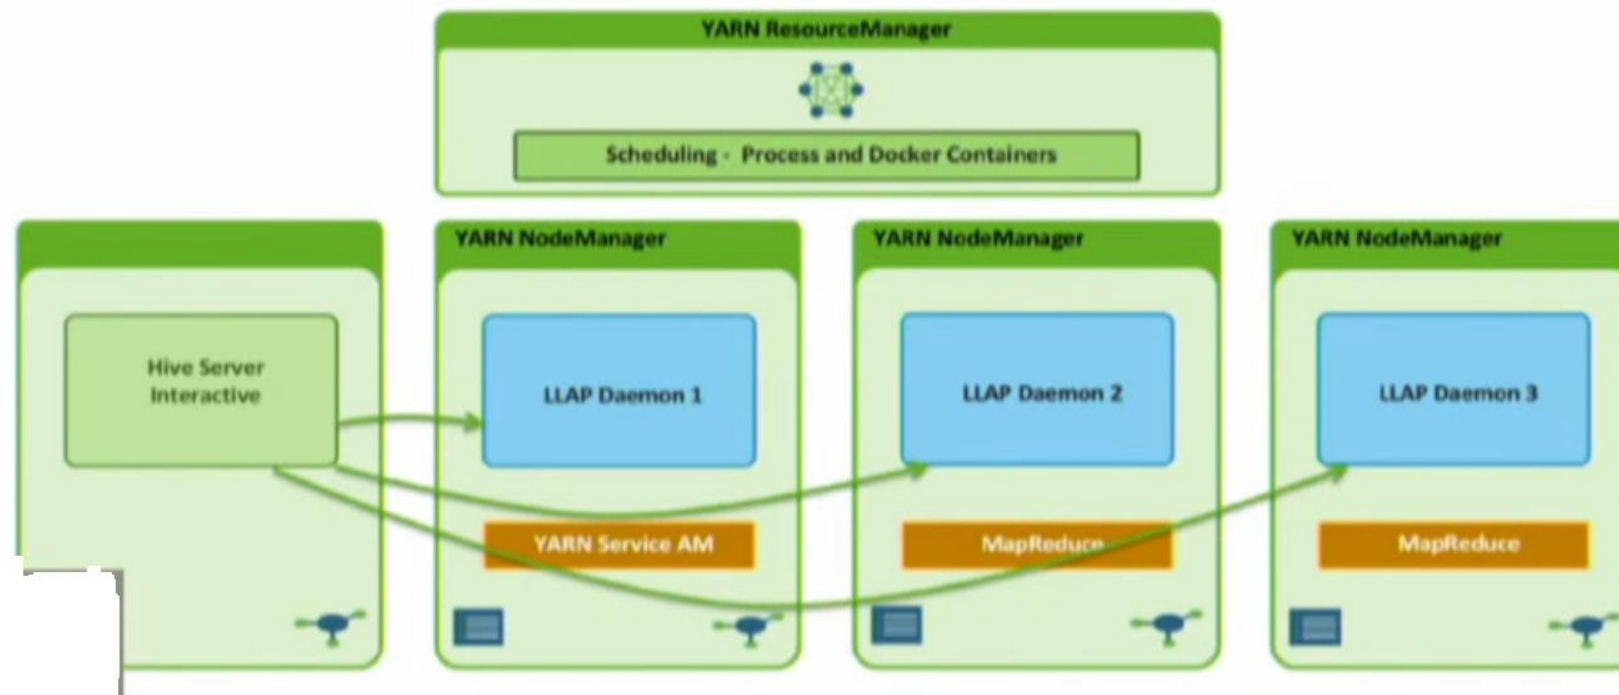 YARN ResourceManager
Scheduling - Process and Docker Containers
YARN NodeManager
YARN NodeManager
YARN NodeManager
Hive Server
Interactive
LLAP Daemon 1
LLAP Daemon 2
LLAP Daemon 3
YARN Service AM
MapReduce
MapReduce